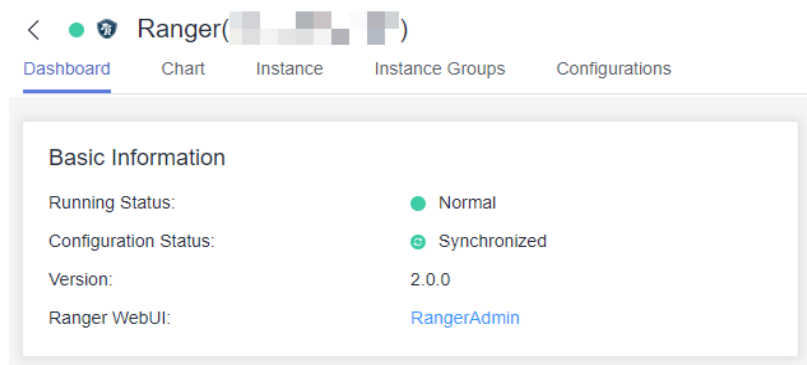 Ranger( )
Dashboard Chart Instance Instance Groups Configurations
Basic Information
Running Status: Normal
Configuration Status: Synchronized
Version: 2.0.0
Ranger WebUI: RangerAdmin